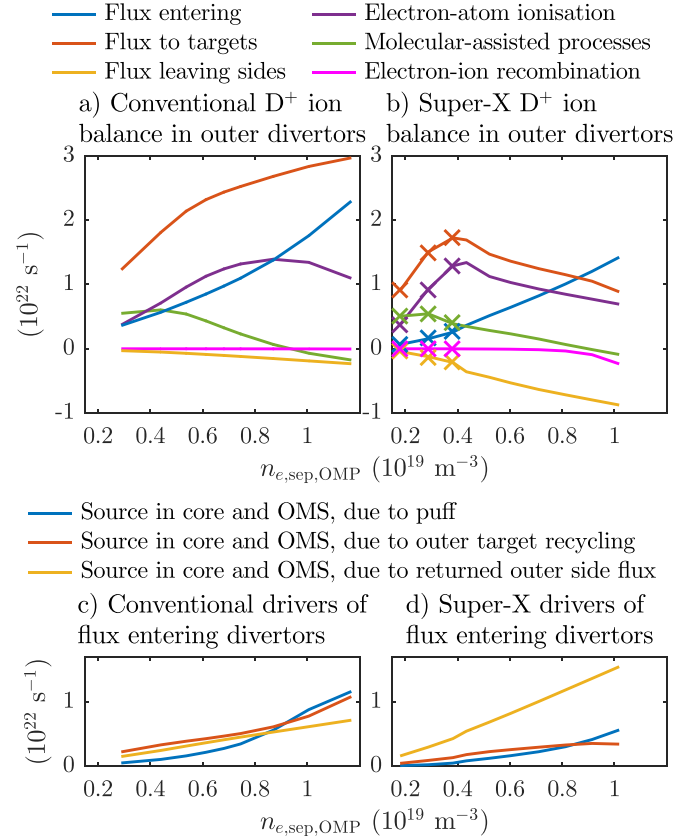 Flux entering
Electron-atom ionisation
Flux to targets
Molecular-assisted processes
Flux leaving sides
Electron-ion recombination
a) Conventional D⁺ ion
balance in outer divertors
b) Super-X D⁺ ion
balance in outer divertors
3
2
1
0
-1
(10²² s⁻¹)
0.2 0.4 0.6 0.8 1
3
2
1
0
-1
0.2 0.4 0.6 0.8 1
nₑ,sep,OMP (10¹⁹ m⁻³)
Source in core and OMS, due to puff
Source in core and OMS, due to outer target recycling
Source in core and OMS, due to returned outer side flux
c) Conventional drivers of
flux entering divertors
d) Super-X drivers of
flux entering divertors
1
0
(10²² s⁻¹)
0.2 0.4 0.6 0.8 1
1
0
0.2 0.4 0.6 0.8 1
nₑ,sep,OMP (10¹⁹ m⁻³)